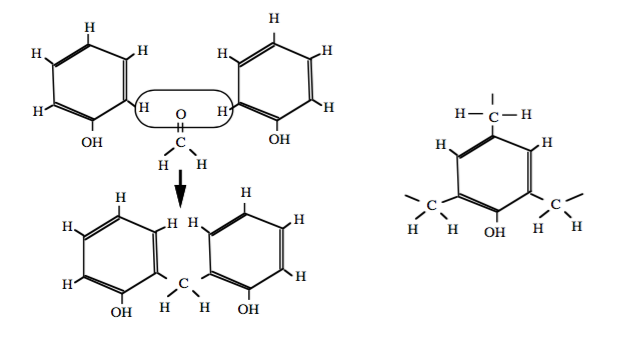 H H
H H H H
H O H H H
OH C OH
H H
H H
H H H H
H C H
OH H H OH
H — C — H
H H
C C
H H OH H H